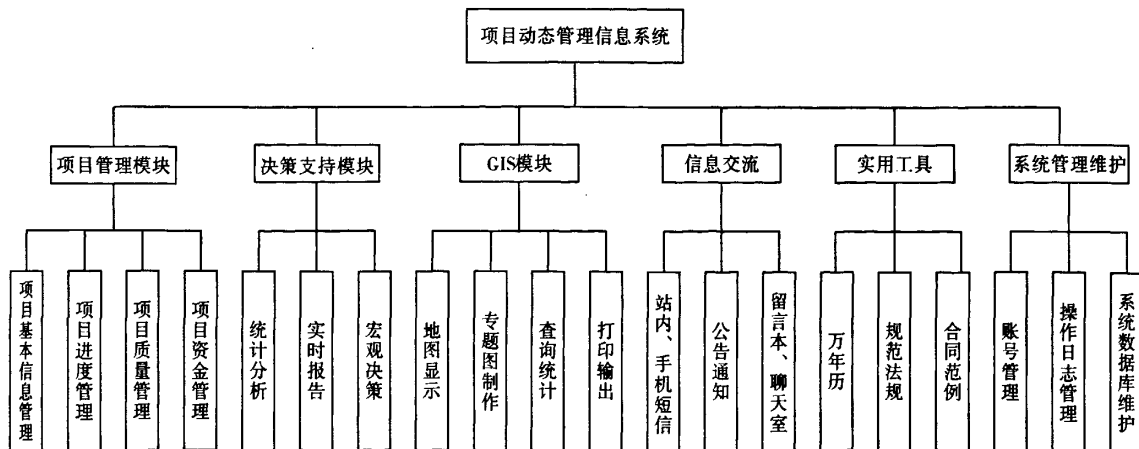 项目动态管理信息系统
项目管理模块
决策支持模块
GIS模块
信息交流
实用工具
系统管理维护
项目基本信息管理
项目进度管理
项目质量管理
项目资金管理
统计分析
实时报告
宏观决策
地图显示
专题图制作
查询统计
打印输出
站内、手机短信
公告通知
留言本、聊天室
万年历
规范法规
合同范例
账号管理
操作日志管理
系统数据库维护